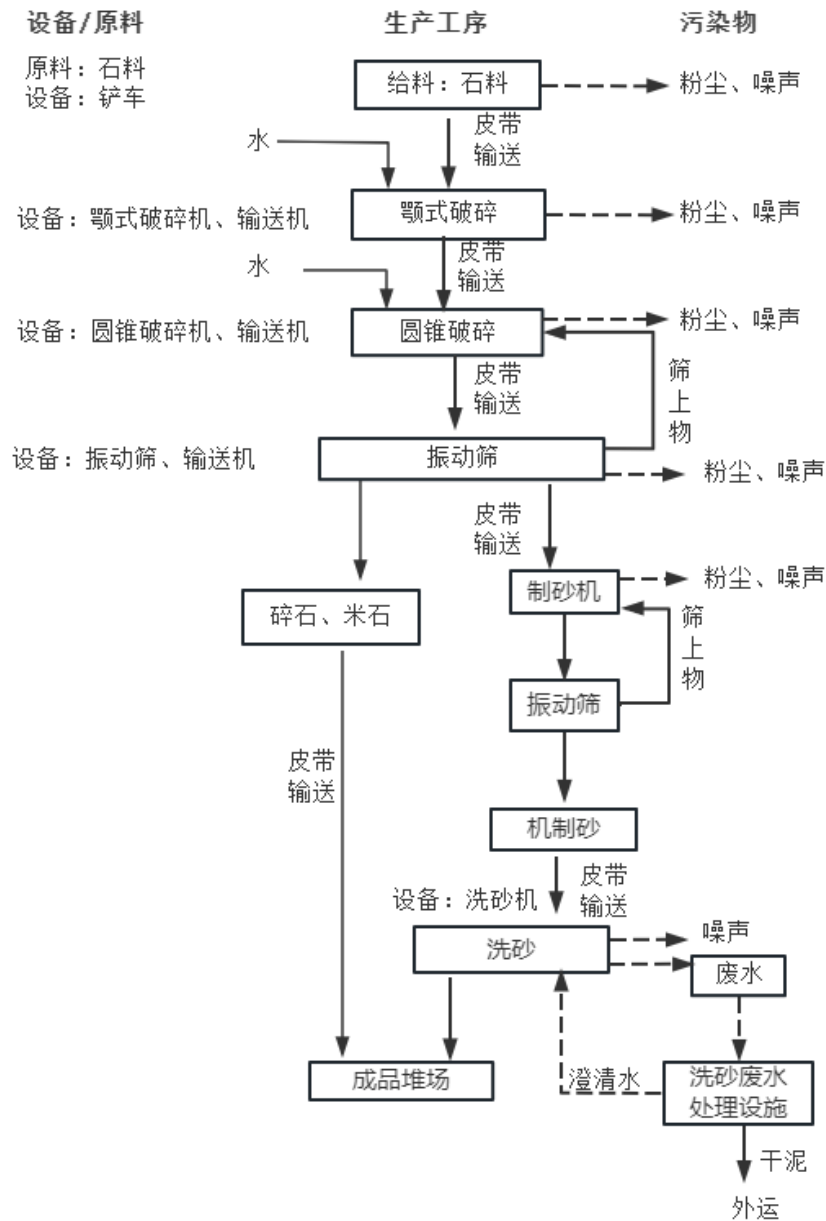 设备/原料
生产工序
污染物
原料：石料
设备：铲车
给料：石料
粉尘、噪声
皮带
输送
水
设备：颚式破碎机、输送机
颚式破碎
粉尘、噪声
皮带
输送
水
设备：圆锥破碎机、输送机
圆锥破碎
粉尘、噪声
皮带
输送
筛
上
物
设备：振动筛、输送机
振动筛
粉尘、噪声
皮带
输送
制砂机
粉尘、噪声
碎石、米石
筛
上
物
振动筛
皮带
输送
机制砂
皮带
输送
设备：洗砂机
洗砂
噪声
废水
成品堆场
澄清水
洗砂废水
处理设施
干泥
外运